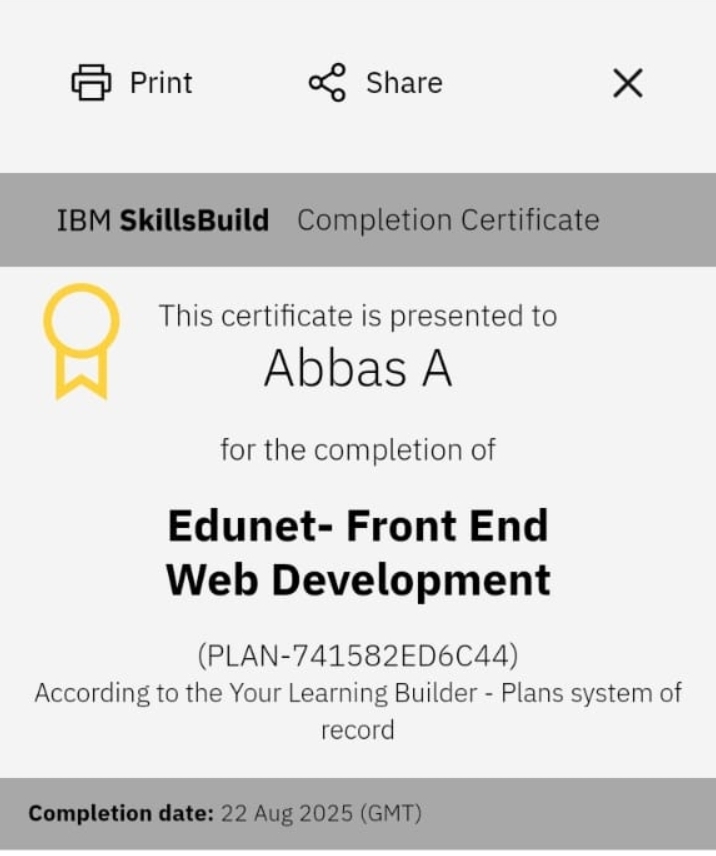 Print Share
IBM SkillsBuild Completion Certificate
This certificate is presented to
Abbas A
for the completion of
Edunet- Front End
Web Development
(PLAN-741582ED6C44)
According to the Your Learning Builder - Plans system of
record
Completion date: 22 Aug 2025 (GMT)